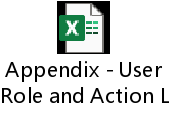 X
Appendix - User
Role and Action L